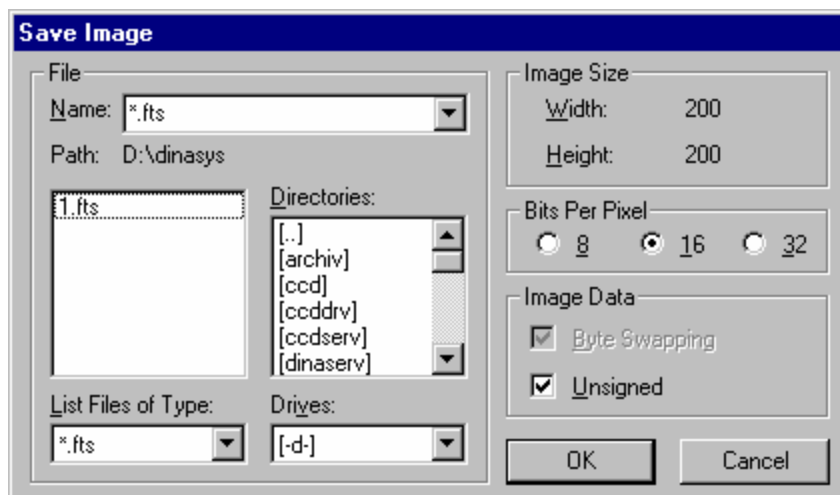 Save Image
File
Name: *.fts
Path: D:\dinasys
1.fts
Directories:
[..]
[archiv]
[ccd]
[ccddrv]
[ccdserv]
[dinaserv]
List Files of Type:
*.fts
Drives:
[-d-]
Image Size
Width: 200
Height: 200
Bits Per Pixel
8 16 32
Image Data
Byte Swapping
Unsigned
OK Cancel